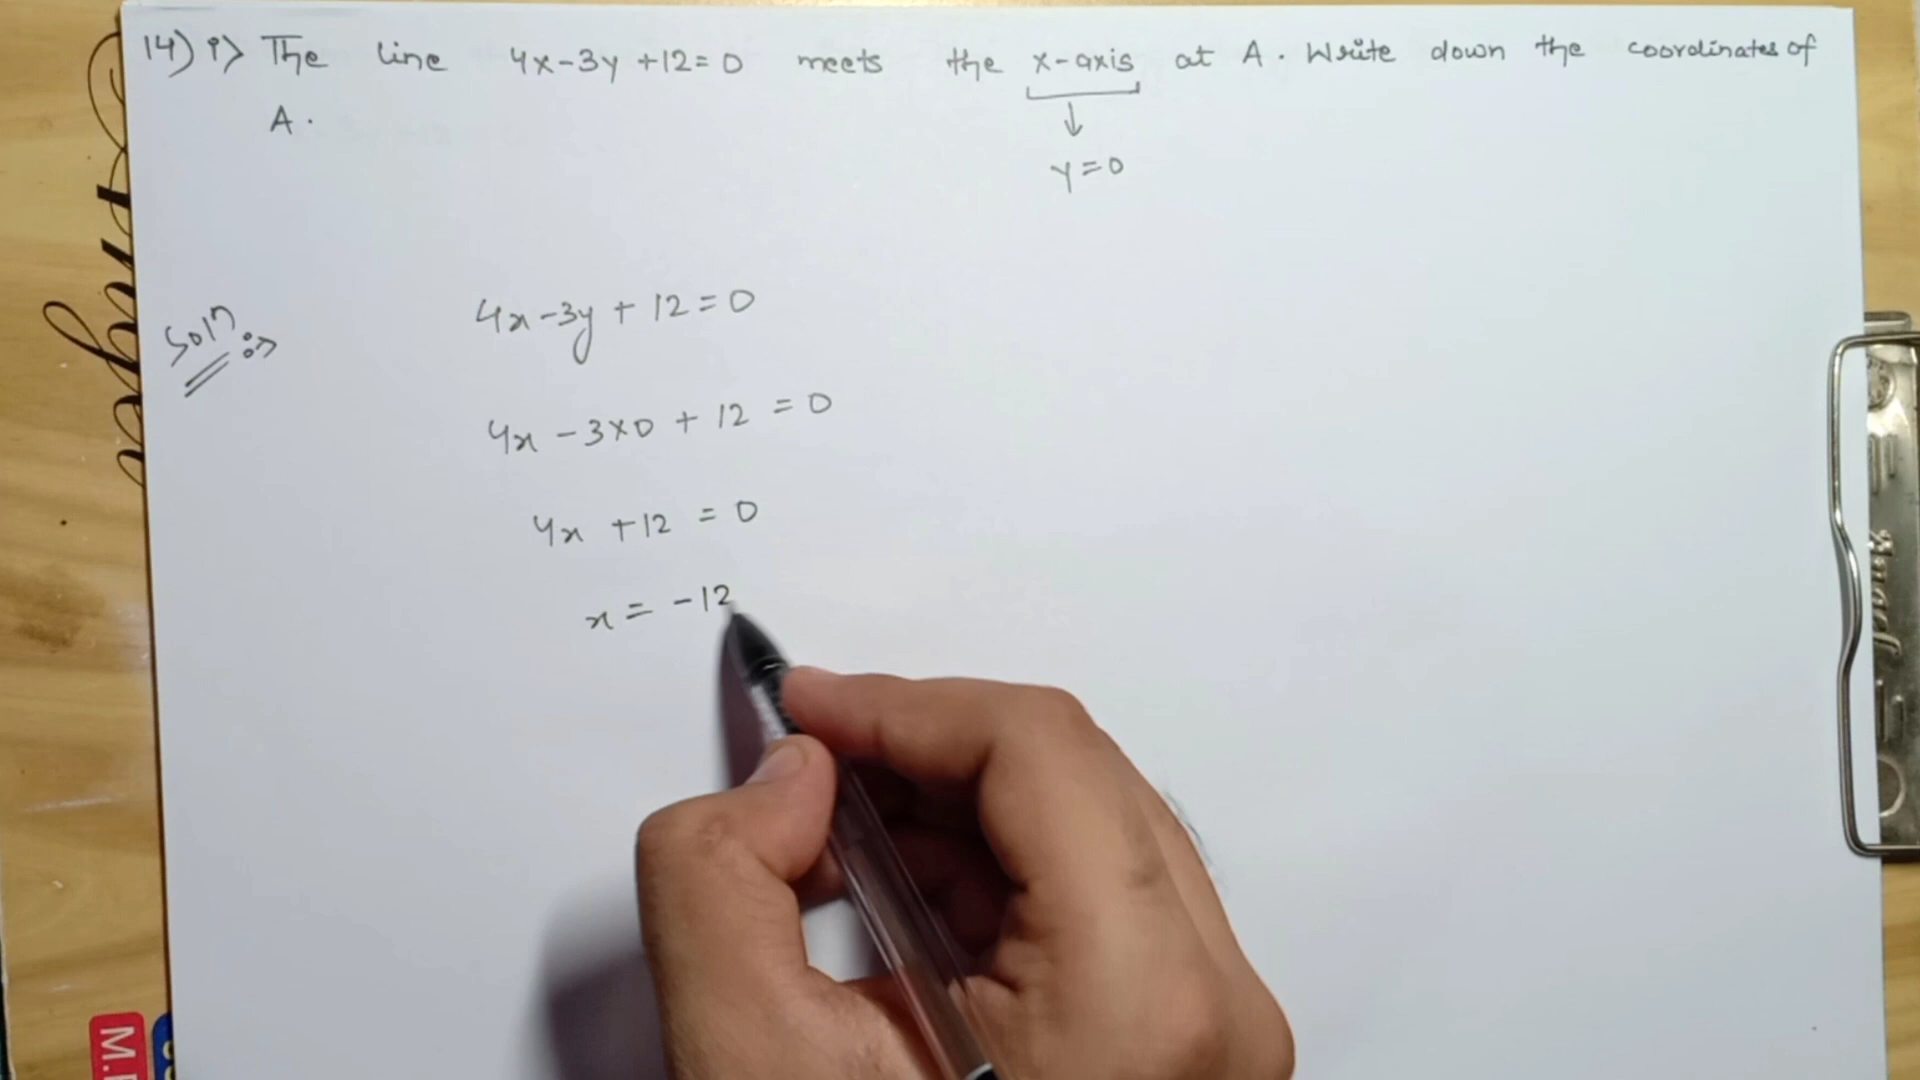 14) i) The line 4x-3y+12=0 meets the x-axis at A. Write down the coordinates of
A.
↓
y=0
Soln :→
4x-3y+12=0
4x-3×0+12=0
4x+12=0
x=-12